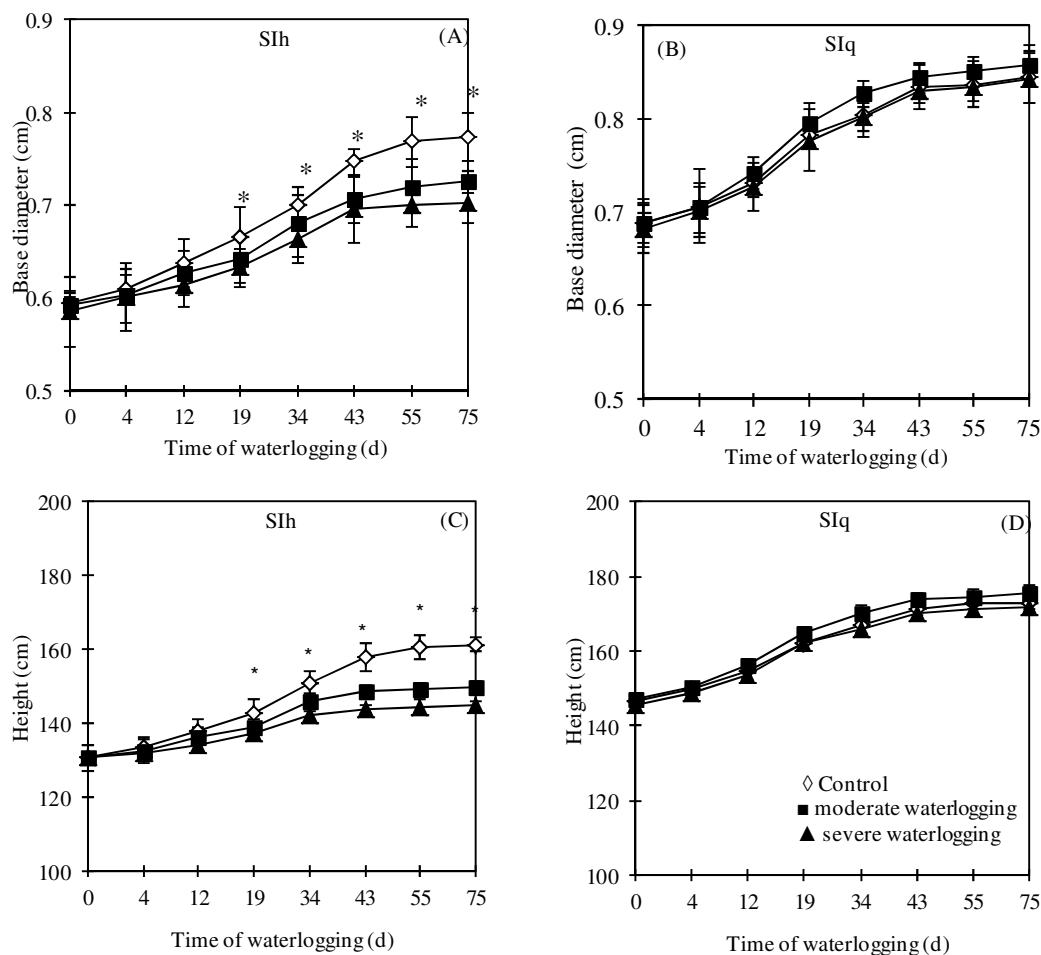 SIh
(A)
*
*
*
*
*
Base diameter (cm)
0.9
0.8
0.7
0.6
0.5
0 4 12 19 34 43 55 75
Time of waterlogging (d)
SIq
(B)
Base diameter (cm)
0.9
0.8
0.7
0.6
0.5
0 4 12 19 34 43 55 75
Time of waterlogging (d)
SIh
(C)
*
*
*
*
*
Height (cm)
200
180
160
140
120
100
0 4 12 19 34 43 55 75
Time of waterlogging (d)
SIq
(D)
Height (cm)
200
180
160
140
120
100
Control
moderate waterlogging
severe waterlogging
0 4 12 19 34 43 55 75
Time of waterlogging (d)